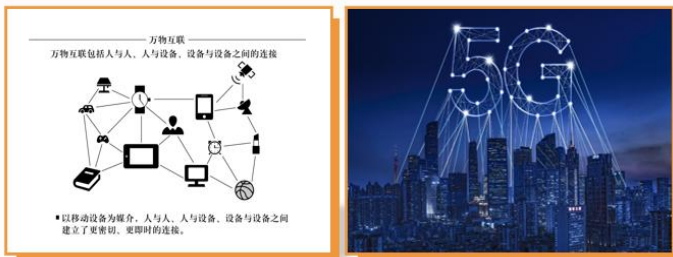 万物互联
万物互联包括人与人、人与设备、设备与设备之间的连接
▪以移动设备为媒介，人与人、人与设备、设备与设备之间
建立了更密切、更即时的连接。
5G